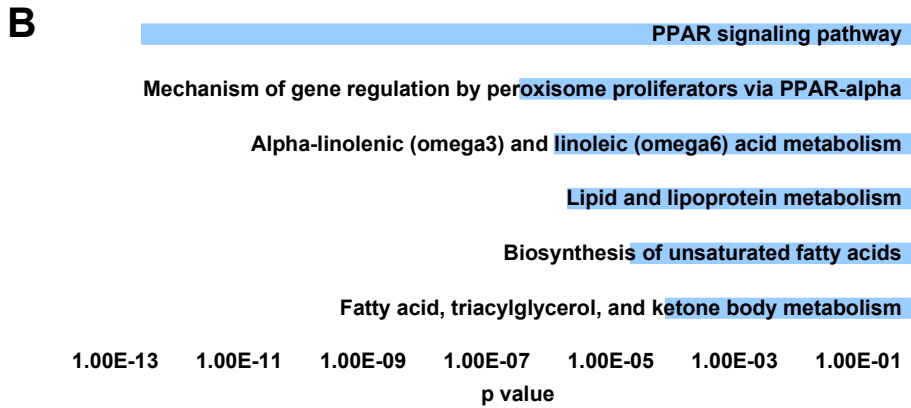 B
PPAR signaling pathway
Mechanism of gene regulation by peroxisome proliferators via PPAR-alpha
Alpha-linolenic (omega3) and linoleic (omega6) acid metabolism
Lipid and lipoprotein metabolism
Biosynthesis of unsaturated fatty acids
Fatty acid, triacylglycerol, and ketone body metabolism
1.00E-13 1.00E-11 1.00E-09 1.00E-07 1.00E-05 1.00E-03 1.00E-01
p value